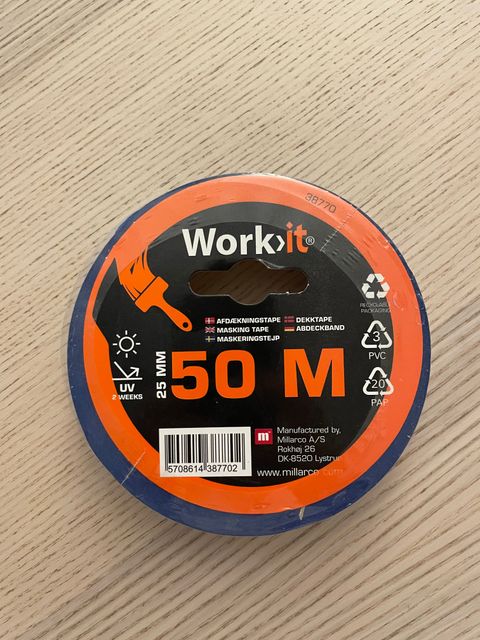 38770
Work>it®
AFDÆKNINGSTAPE DEKKTAPE
MASKING TAPE ABDECKBAND
MASKERINGSTEJP
RECYCLABLE
PACKAGING
UV
2 WEEKS
25 MM
50 M
3
PVC
20
PAP
5708614 387702
m
Manufactured by,
Millarco A/S
Rokhøj 26
DK-8520 Lystrup
www.millarco.com